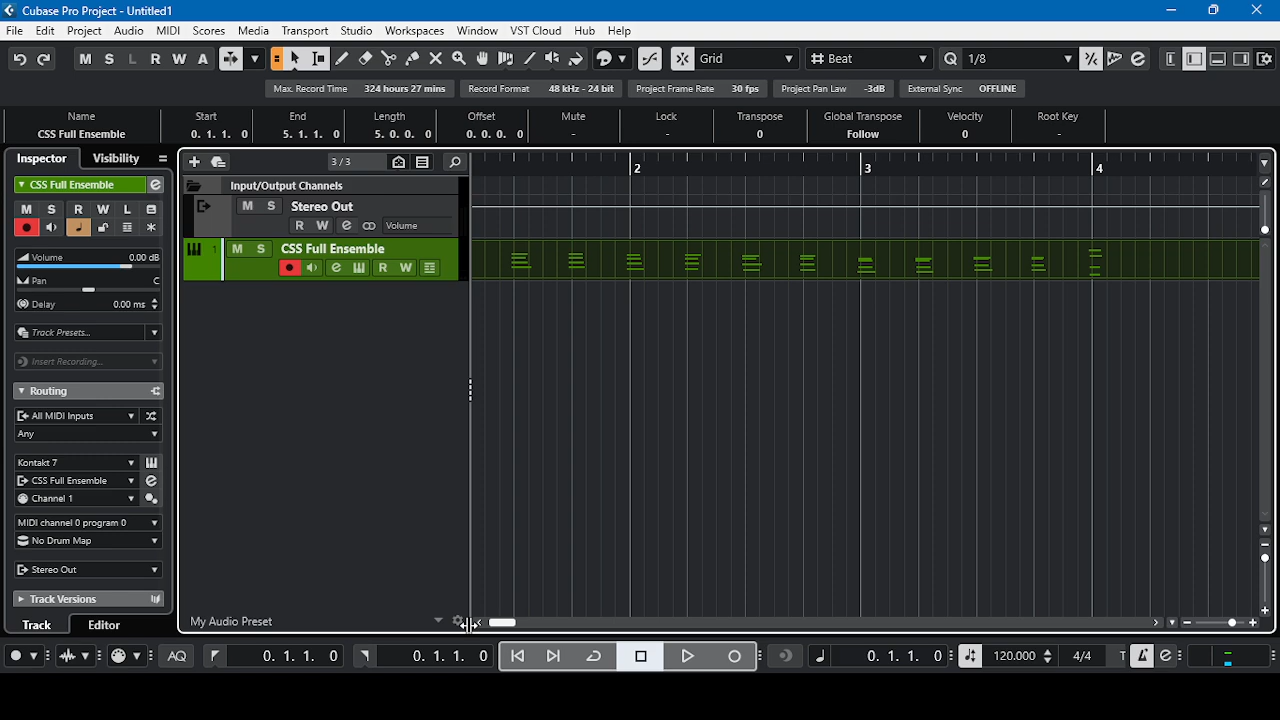 Cubase Pro Project - Untitled1
File Edit Project Audio MIDI Scores Media Transport Studio Workspaces Window VST Cloud Hub Help
M S L R W A Grid Beat Q 1/8
Max. Record Time 324 hours 27 mins Record Format 48 kHz - 24 bit Project Frame Rate 30 fps Project Pan Law -3dB External Sync OFFLINE
Name Start End Length Offset Mute Lock Transpose Global Transpose Velocity Root Key
CSS Full Ensemble 0. 1. 1. 0 5. 1. 1. 0 5. 0. 0. 0 0. 0. 0. 0 - - 0 Follow 0 -
Inspector Visibility
3 / 3
2 3 4
CSS Full Ensemble
Input/Output Channels
M S R W L
M S Stereo Out
R W Volume
1 M S CSS Full Ensemble
R W
Volume 0.00 dB
Pan C
Delay 0.00 ms
Track Presets...
Insert Recording...
Routing
All MIDI Inputs
Any
Kontakt 7
CSS Full Ensemble
Channel 1
MIDI channel 0 program 0
No Drum Map
Stereo Out
Track Versions
Track Editor
My Audio Preset
AQ 0. 1. 1. 0 0. 1. 1. 0 0. 1. 1. 0 120.000 4/4 T